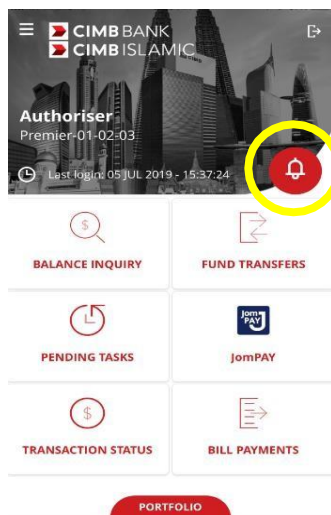 CIMB BANK
CIMB ISLAMIC
Authoriser
Premier-01-02-03
Last login: 05 JUL 2019 - 15:37:24
BALANCE INQUIRY
FUND TRANSFERS
Jom
PAY
PENDING TASKS
JomPAY
TRANSACTION STATUS
BILL PAYMENTS
PORTFOLIO